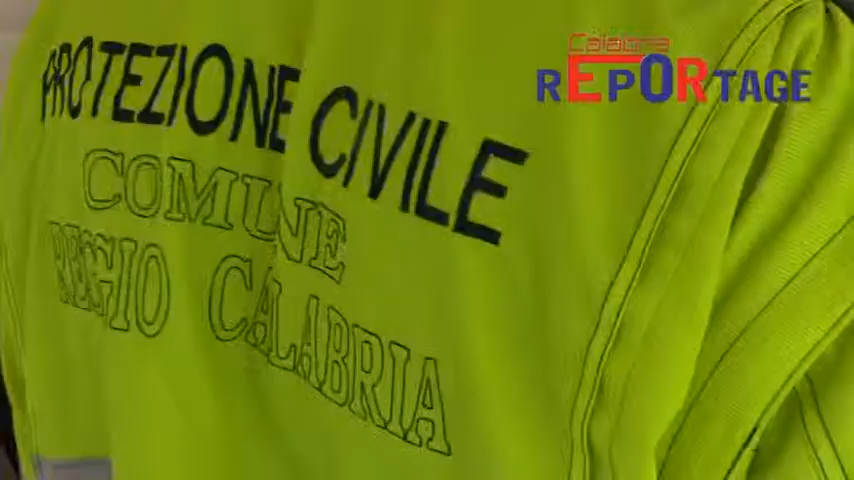 Calabria
REPORTAGE
PROTEZIONE CIVILE
COMUNE
REGGIO CALABRIA